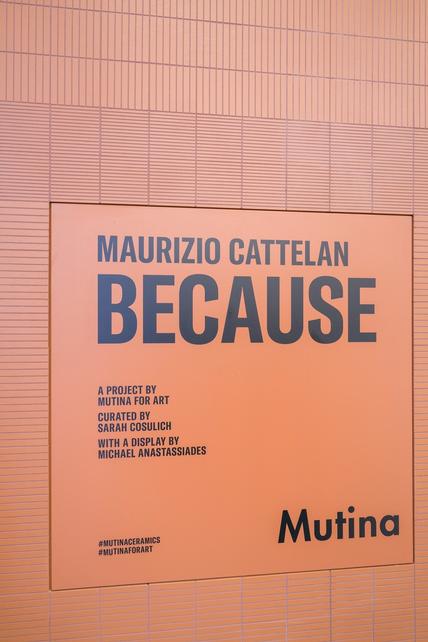 MAURIZIO CATTELAN
BECAUSE
A PROJECT BY
MUTINA FOR ART
CURATED BY
SARAH COSULICH
WITH A DISPLAY BY
MICHAEL ANASTASSIADES
Mutina
#MUTINACERAMICS
#MUTINAFORART